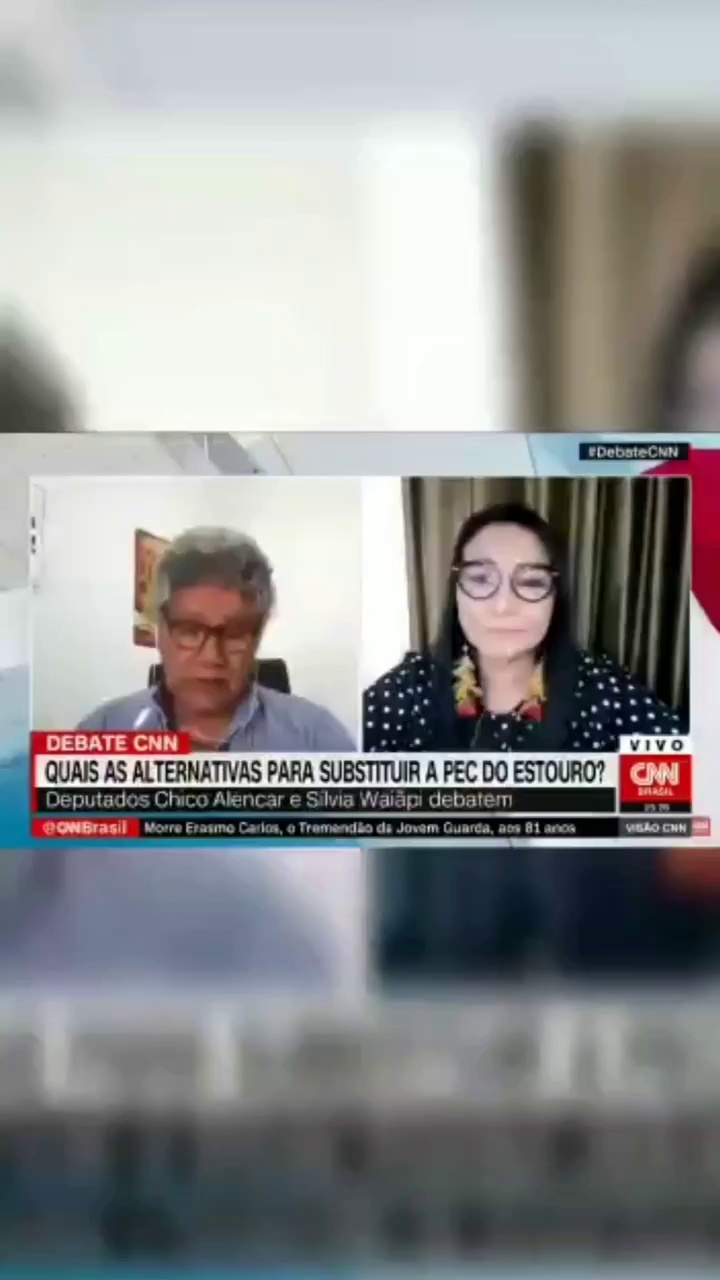 #DebateCNN
DEBATE CNN
VIVO
QUAIS AS ALTERNATIVAS PARA SUBSTITUIR A PEC DO ESTOURO?
CNN
BRASIL
Deputados Chico Alencar e Silvia Waiãpi debatem
@CNNBrasil
Morre Erasmo Carlos, o Tremendão da Jovem Guarda, aos 81 anos
VISÃO CNN